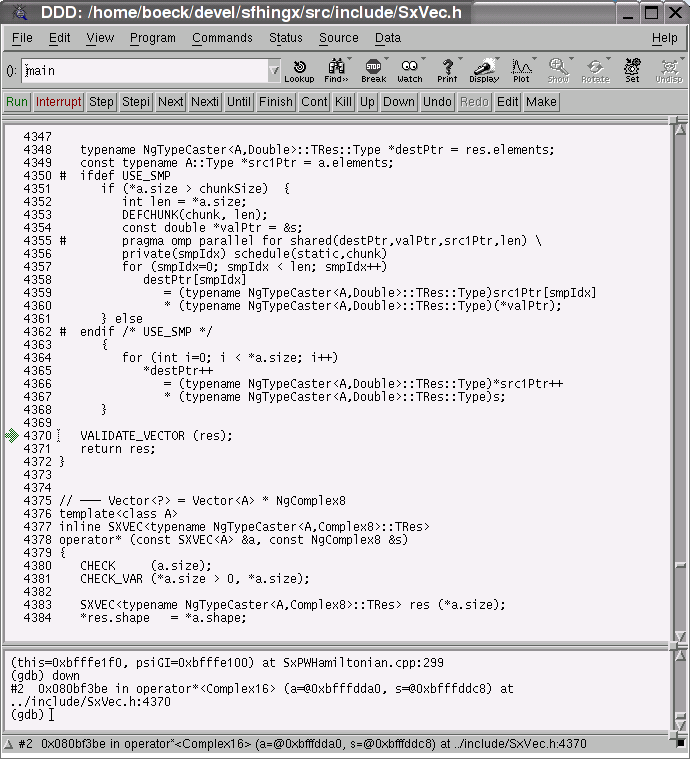 DDD: /home/boeck/devel/sfhingx/src/include/SxVec.h
File Edit View Program Commands Status Source Data Help
(): main
Lookup Find>> Break Watch Print Display Plot Show Rotate Set Undisp
Run Interrupt Step Stepi Next Nexti Until Finish Cont Kill Up Down Undo Redo Edit Make
4347
4348 typename NgTypeCaster<A,Double>::TRes::Type *destPtr = res.elements;
4349 const typename A::Type *src1Ptr = a.elements;
4350 # ifdef USE_SMP
4351 if (*a.size > chunkSize) {
4352 int len = *a.size;
4353 DEFCHUNK(chunk, len);
4354 const double *valPtr = &s;
4355 # pragma omp parallel for shared(destPtr,valPtr,src1Ptr,len) \
4356 private(smpIdx) schedule(static,chunk)
4357 for (smpIdx=0; smpIdx < len; smpIdx++)
4358 destPtr[smpIdx]
4359 = (typename NgTypeCaster<A,Double>::TRes::Type)src1Ptr[smpIdx]
4360 * (typename NgTypeCaster<A,Double>::TRes::Type)(*valPtr);
4361 } else
4362 # endif /* USE_SMP */
4363 {
4364 for (int i=0; i < *a.size; i++)
4365 *destPtr++
4366 = (typename NgTypeCaster<A,Double>::TRes::Type)*src1Ptr++
4367 * (typename NgTypeCaster<A,Double>::TRes::Type)s;
4368 }
4369
4370 VALIDATE_VECTOR (res);
4371 return res;
4372 }
4373
4374
4375 // ─── Vector<?> = Vector<A> * NgComplex8
4376 template<class A>
4377 inline SXVEC<typename NgTypeCaster<A,Complex8>::TRes>
4378 operator* (const SXVEC<A> &a, const NgComplex8 &s)
4379 {
4380 CHECK (a.size);
4381 CHECK_VAR (*a.size > 0, *a.size);
4382
4383 SXVEC<typename NgTypeCaster<A,Complex8>::TRes> res (*a.size);
4384 *res.shape = *a.shape;
(this=0xbfffe1f0, psiGI=0xbfffe100) at SxPWHamiltonian.cpp:299
(gdb) down
#2 0x080bf3be in operator*<Complex16> (a=@0xbfffdda0, s=@0xbfffddc8) at
../include/SxVec.h:4370
(gdb)
#2 0x080bf3be in operator*<Complex16> (a=@0xbfffdda0, s=@0xbfffddc8) at ../include/SxVec.h:4370